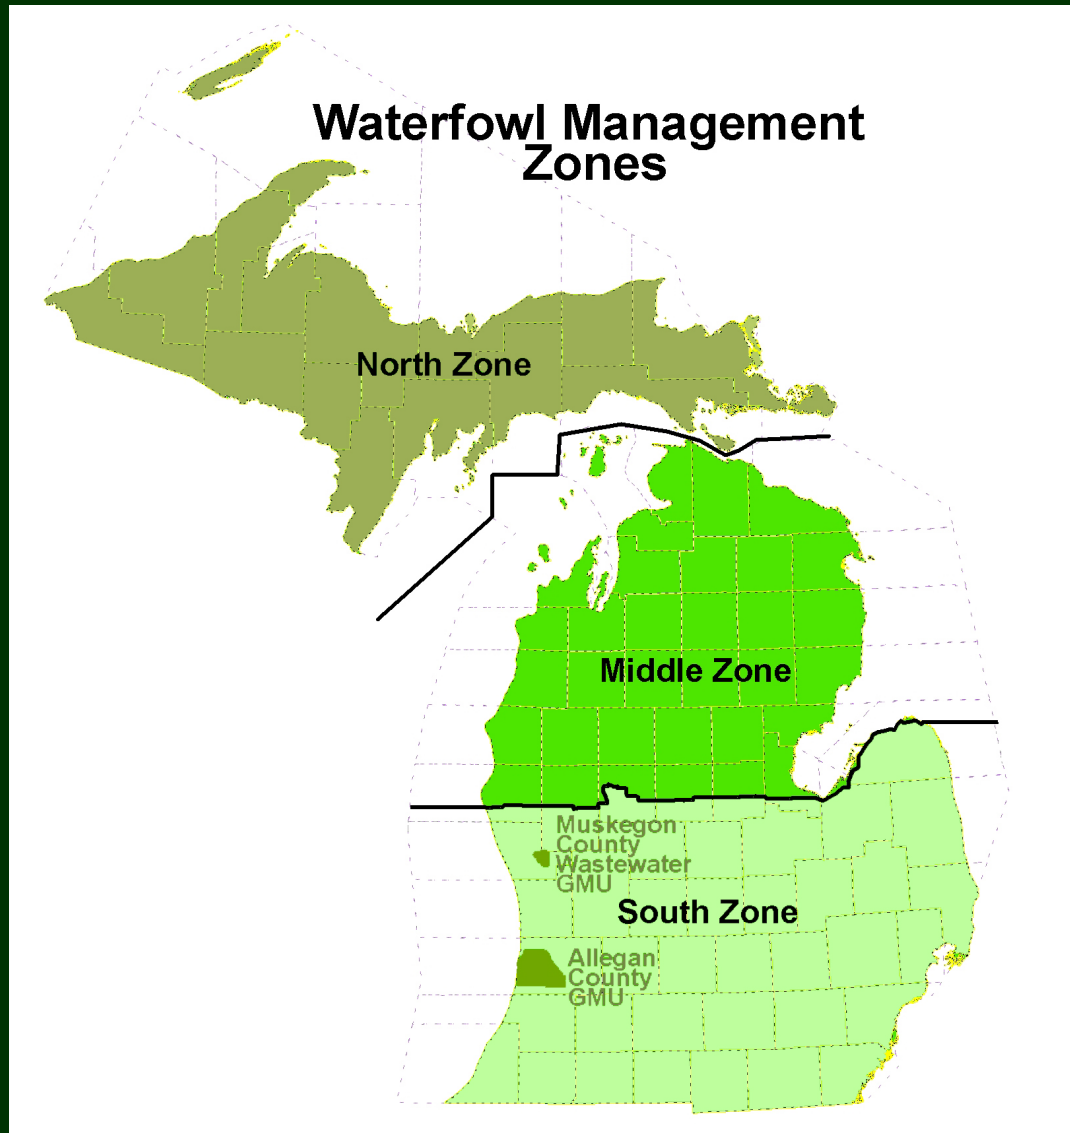 Waterfowl Management
Zones
North Zone
Middle Zone
Muskegon
County
Wastewater
GMU
South Zone
Allegan
County
GMU